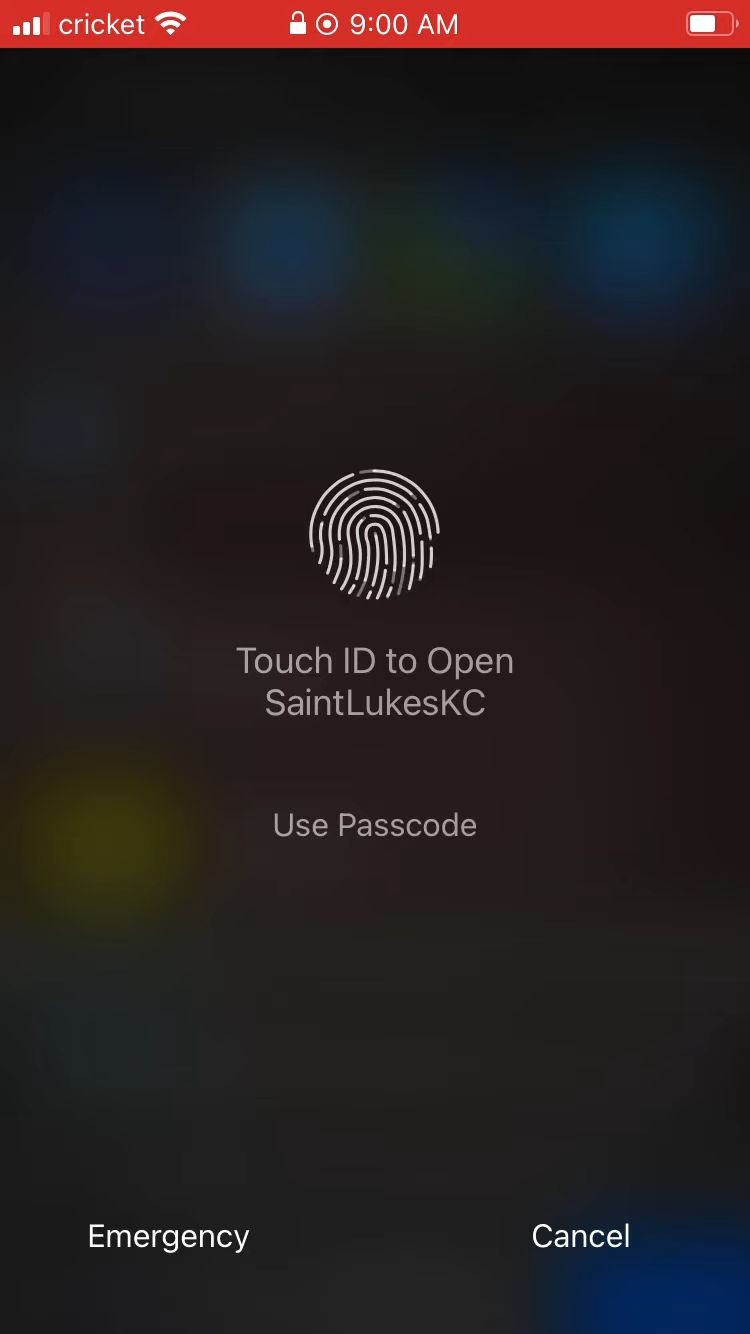 cricket 9:00 AM
Touch ID to Open
SaintLukesKC
Use Passcode
Emergency Cancel